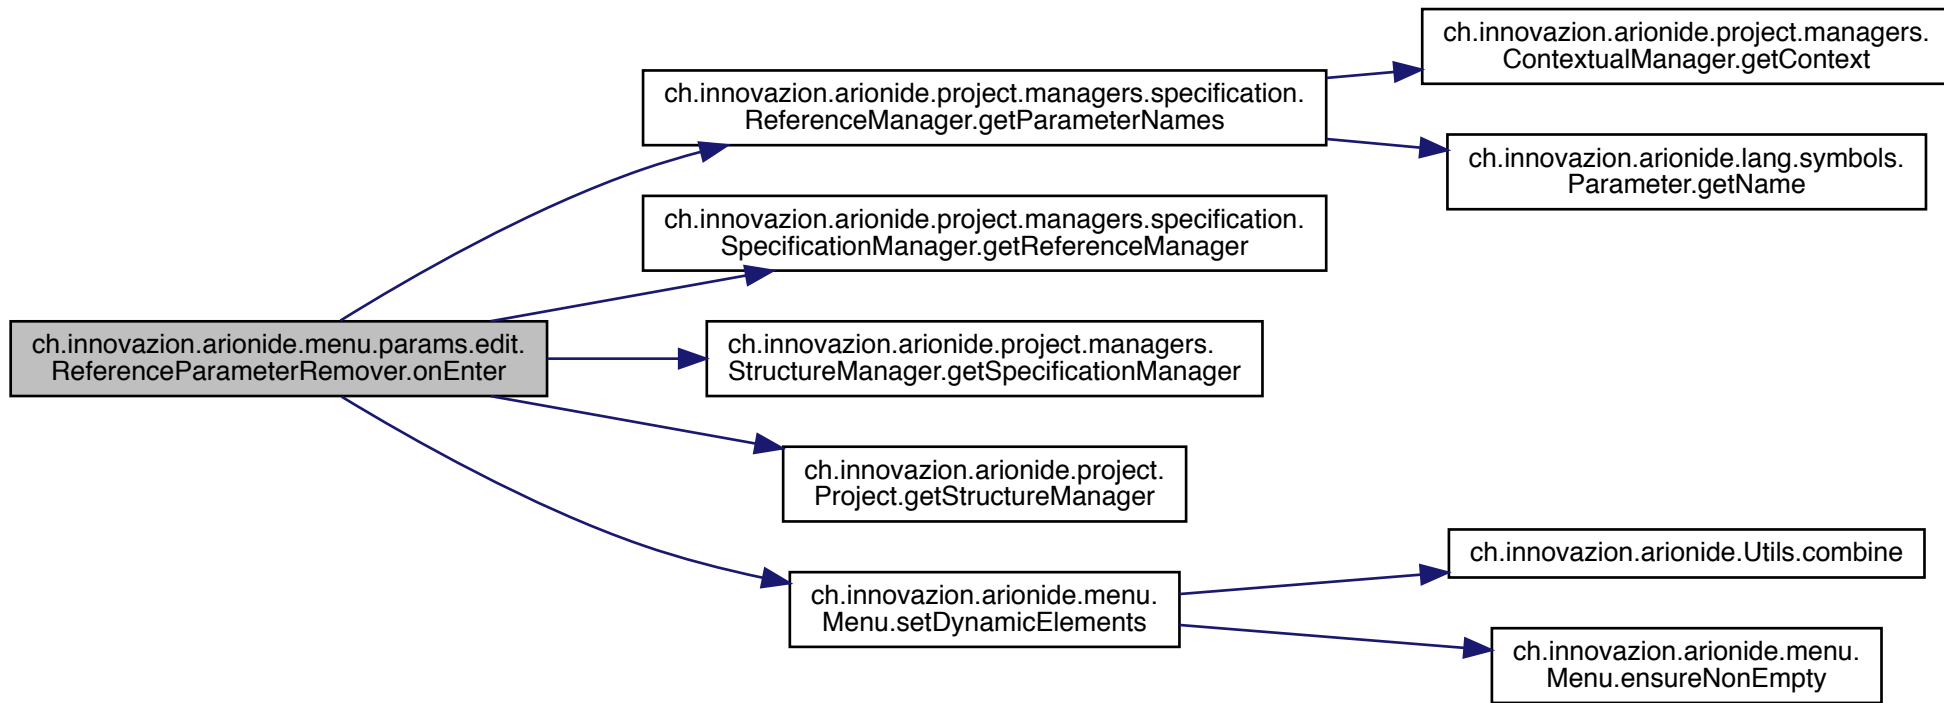 ch.innovazion.arionide.menu.params.edit.
ReferenceParameterRemover.onEnter
ch.innovazion.arionide.project.managers.specification.
ReferenceManager.getParameterNames
ch.innovazion.arionide.project.managers.
ContextualManager.getContext
ch.innovazion.arionide.lang.symbols.
Parameter.getName
ch.innovazion.arionide.project.managers.specification.
SpecificationManager.getReferenceManager
ch.innovazion.arionide.project.managers.
StructureManager.getSpecificationManager
ch.innovazion.arionide.project.
Project.getStructureManager
ch.innovazion.arionide.menu.
Menu.setDynamicElements
ch.innovazion.arionide.Utils.combine
ch.innovazion.arionide.menu.
Menu.ensureNonEmpty